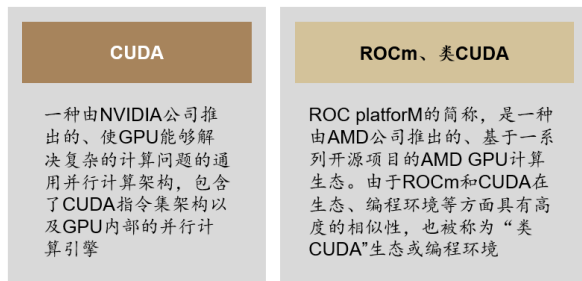 CUDA
一种由NVIDIA公司推
出的、使GPU能够解
决复杂的计算问题的通
用并行计算架构，包含
了CUDA指令集架构以
及GPU内部的并行计
算引擎
ROCm、类CUDA
ROC platforM的简称，是一种
由AMD公司推出的、基于一系
列开源项目的AMD GPU计算
生态。由于ROCm和CUDA在
生态、编程环境等方面具有高
度的相似性，也被称为“类
CUDA”生态或编程环境